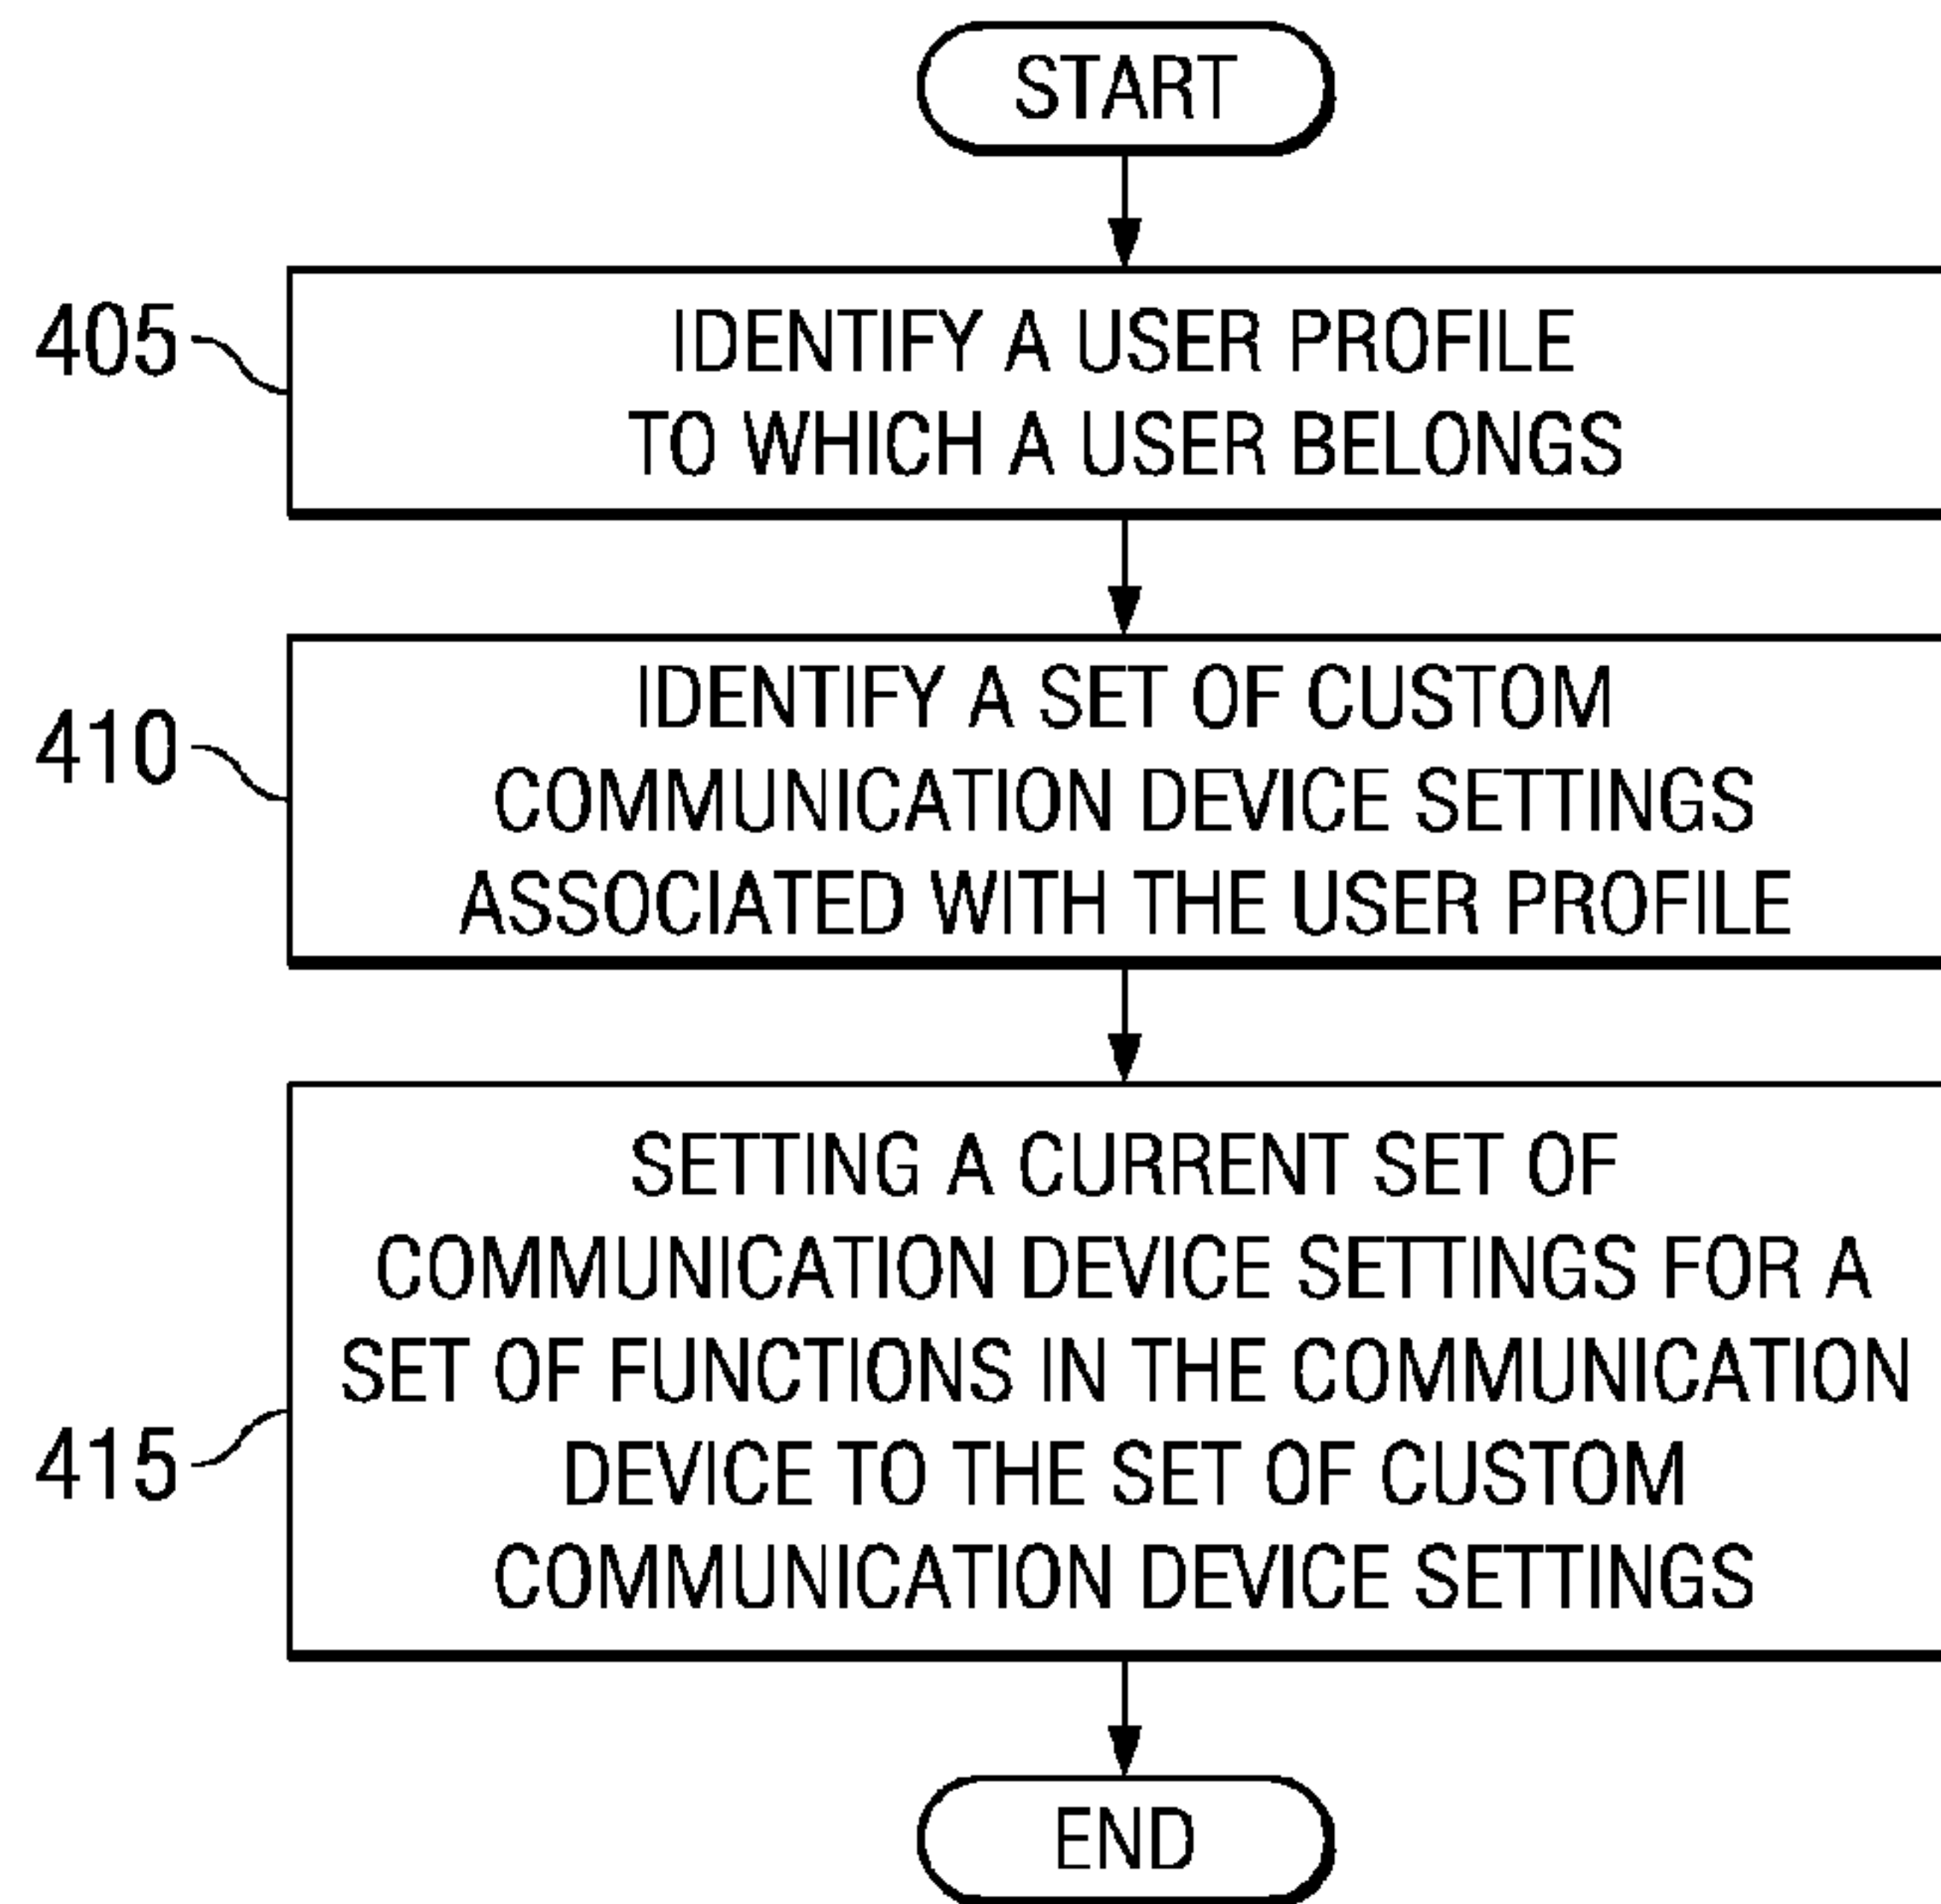 START
405
IDENTIFY A USER PROFILE
TO WHICH A USER BELONGS
410
IDENTIFY A SET OF CUSTOM
COMMUNICATION DEVICE SETTINGS
ASSOCIATED WITH THE USER PROFILE
415
SETTING A CURRENT SET OF
COMMUNICATION DEVICE SETTINGS FOR A
SET OF FUNCTIONS IN THE COMMUNICATION
DEVICE TO THE SET OF CUSTOM
COMMUNICATION DEVICE SETTINGS
END